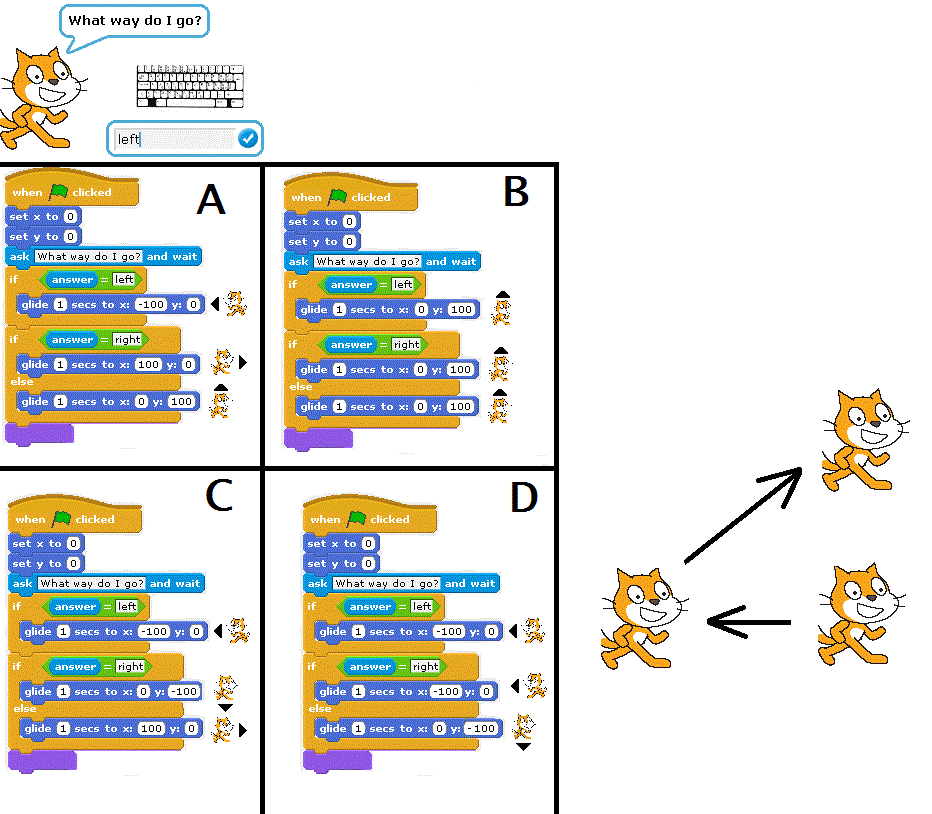 What way do I go?
left
A
when clicked
set x to 0
set y to 0
ask What way do I go? and wait
if answer = left
glide 1 secs to x: -100 y: 0
if answer = right
glide 1 secs to x: 100 y: 0
else
glide 1 secs to x: 0 y: 100
B
when clicked
set x to 0
set y to 0
ask What way do I go? and wait
if answer = left
glide 1 secs to x: 0 y: 100
if answer = right
glide 1 secs to x: 0 y: 100
else
glide 1 secs to x: 0 y: 100
C
when clicked
set x to 0
set y to 0
ask What way do I go? and wait
if answer = left
glide 1 secs to x: -100 y: 0
if answer = right
glide 1 secs to x: 0 y: -100
else
glide 1 secs to x: 100 y: 0
D
when clicked
set x to 0
set y to 0
ask What way do I go? and wait
if answer = left
glide 1 secs to x: -100 y: 0
if answer = right
glide 1 secs to x: -100 y: 0
else
glide 1 secs to x: 0 y: -100